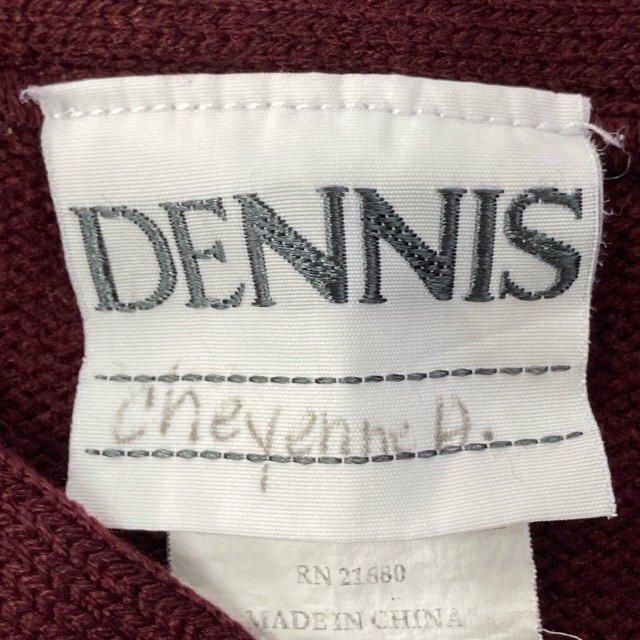 DENNIS
Cheyenne D.
RN 21680
MADE IN CHINA